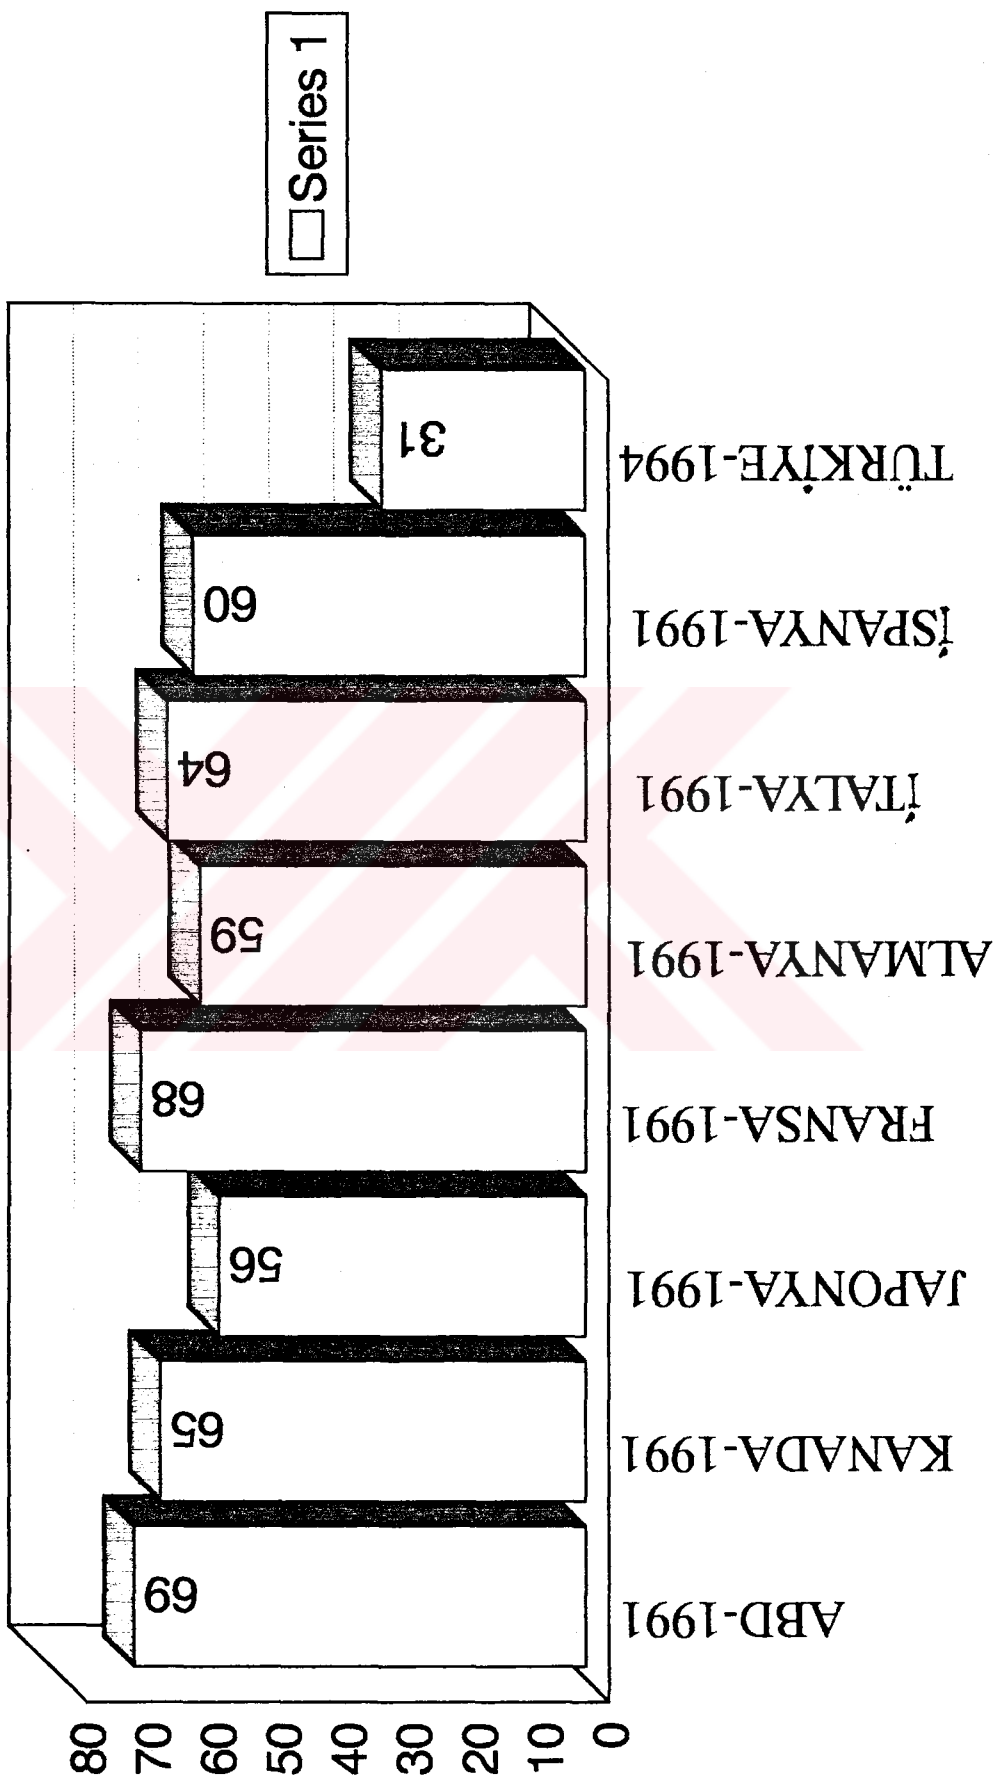 Series 1
80
70
60
50
40
30
20
10
0
69
65
56
68
59
64
60
31
ABD-1991
KANADA-1991
JAPONYA-1991
FRANSA-1991
ALMANYA-1991
İTALYA-1991
İSPANYA-1991
TÜRKİYE-1994